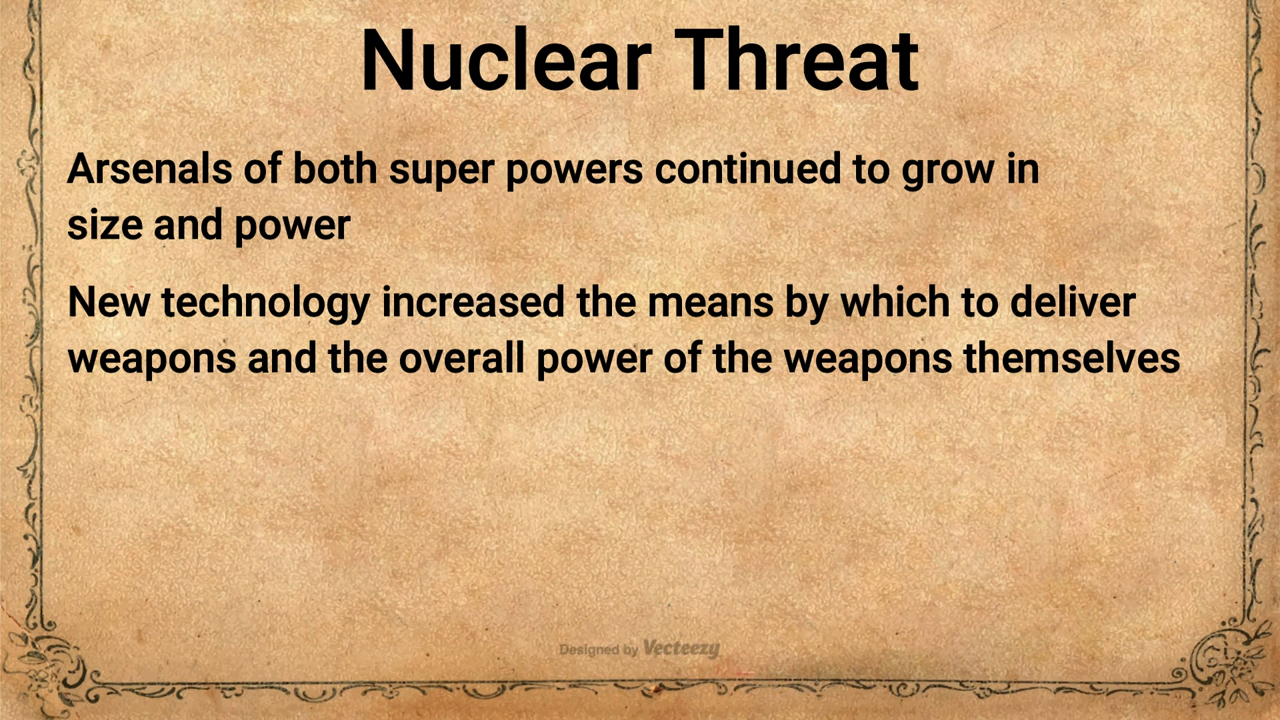 Nuclear Threat
Arsenals of both super powers continued to grow in
size and power
New technology increased the means by which to deliver
weapons and the overall power of the weapons themselves
Designed by Vecteezy